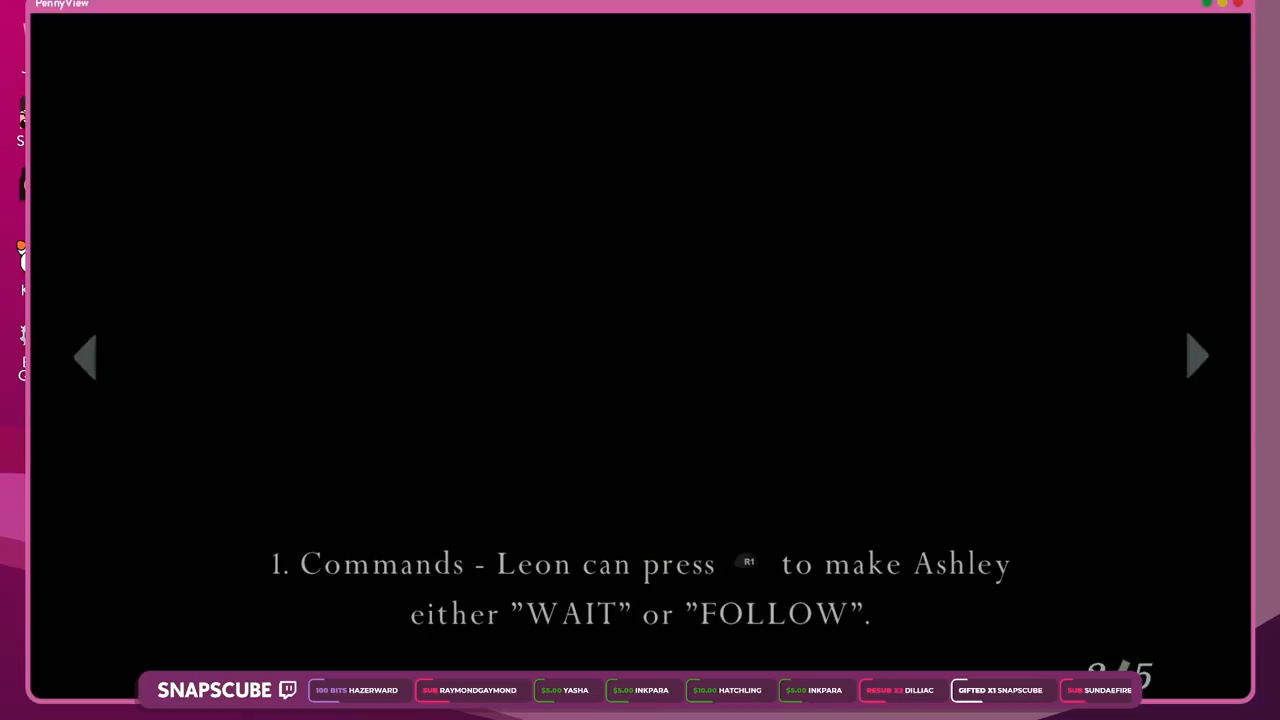 PennyView
1. Commands - Leon can press R1 to make Ashley
either "WAIT" or "FOLLOW".
SNAPSCUBE
100 BITS HAZERWARD
SUB RAYMONDGAYMOND
$5.00 YASHA
$5.00 INKPARA
$10.00 HATCHLING
$5.00 INKPARA
RESUB X3 DILLIAC
GIFTED X1 SNAPSCUBE
SUB SUNDAEFIRE